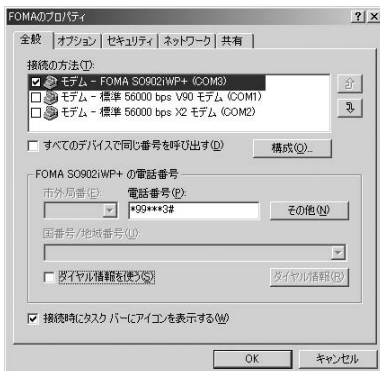 FOMAのプロパティ
全般 オプション セキュリティ ネットワーク 共有
接続の方法(T):
モデム - FOMA SO902iWP+ (COM3)
モデム - 標準 56000 bps V90 モデム (COM1)
モデム - 標準 56000 bps X2 モデム (COM2)
すべてのデバイスで同じ番号を呼び出す(D)
構成(O)...
FOMA SO902iWP+ の電話番号
市外局番(E): 電話番号(P):
*99***3# その他(N)
国番号/地域番号(U):
ダイヤル情報を使う(S) ダイヤル情報(R)
接続時にタスク バーにアイコンを表示する(W)
OK キャンセル